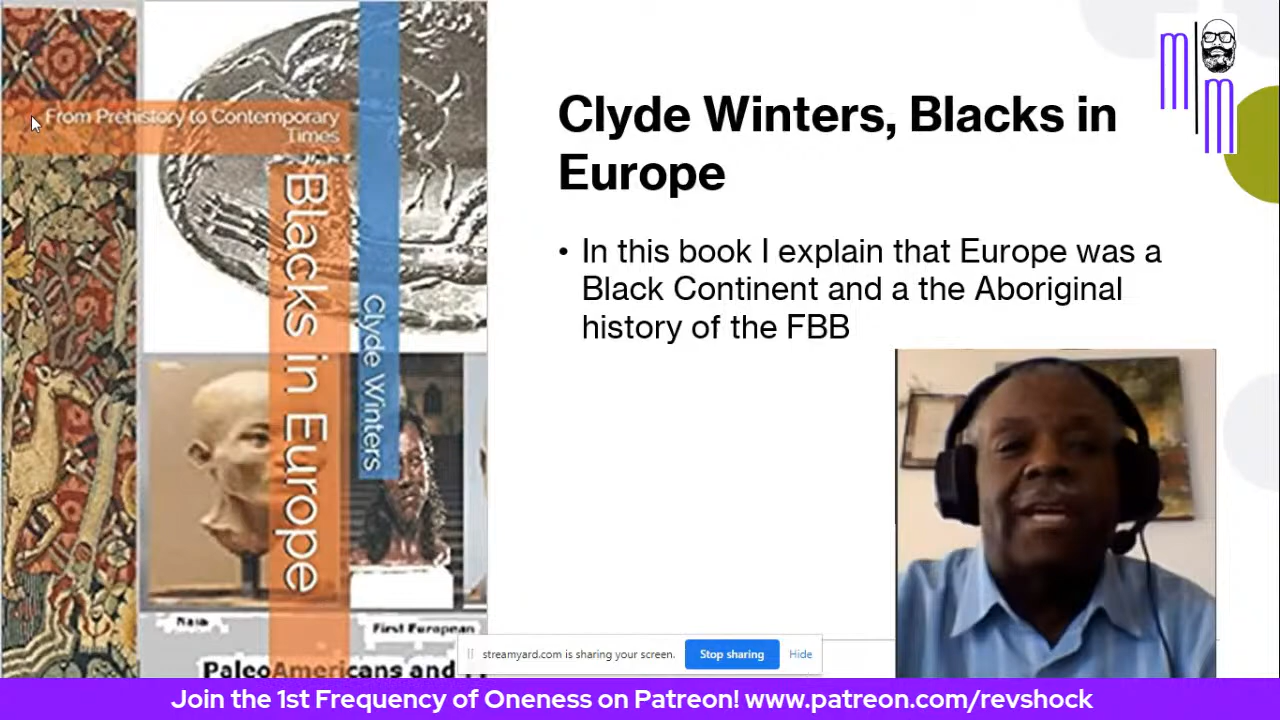 From Prehistory to Contemporary
Times
Blacks in Europe
Clyde Winters
Naia
First European
PaleoAmericans and
Clyde Winters, Blacks in
Europe
• In this book I explain that Europe was a
Black Continent and a the Aboriginal
history of the FBB
m m
streamyard.com is sharing your screen.
Stop sharing
Hide
Join the 1st Frequency of Oneness on Patreon! www.patreon.com/revshock